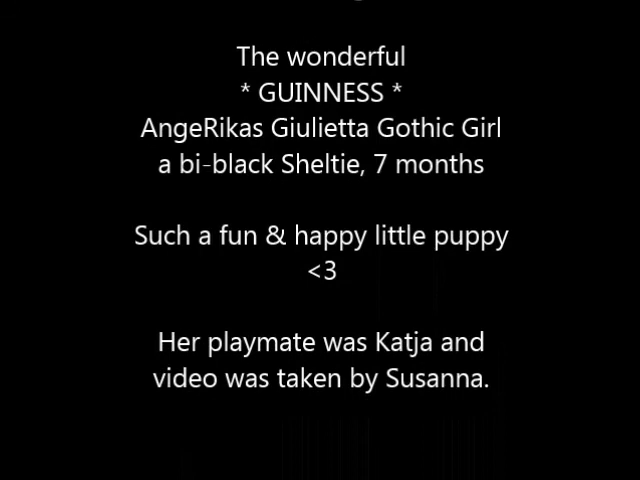 The wonderful
* GUINNESS *
AngeRikas Giulietta Gothic Girl
a bi-black Sheltie, 7 months
Such a fun & happy little puppy
<3
Her playmate was Katja and
video was taken by Susanna.